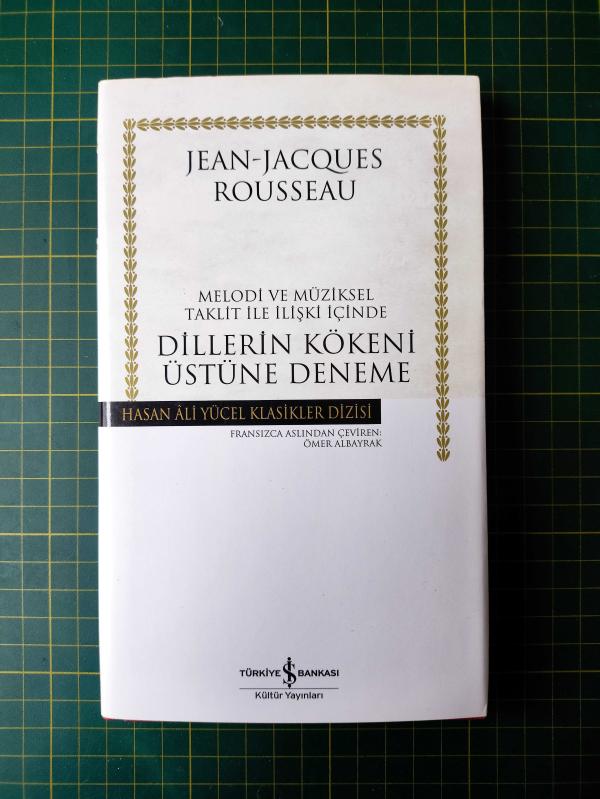 JEAN-JACQUES
ROUSSEAU
MELODİ VE MÜZİKSEL
TAKLİT İLE İLİŞKİ İÇİNDE
DİLLERİN KÖKENİ
ÜSTÜNE DENEME
HASAN ÂLİ YÜCEL KLASİKLER DİZİSİ
FRANSIZCA ASLINDAN ÇEVİREN:
ÖMER ALBAYRAK
TÜRKİYE İŞ BANKASI
Kültür Yayınları